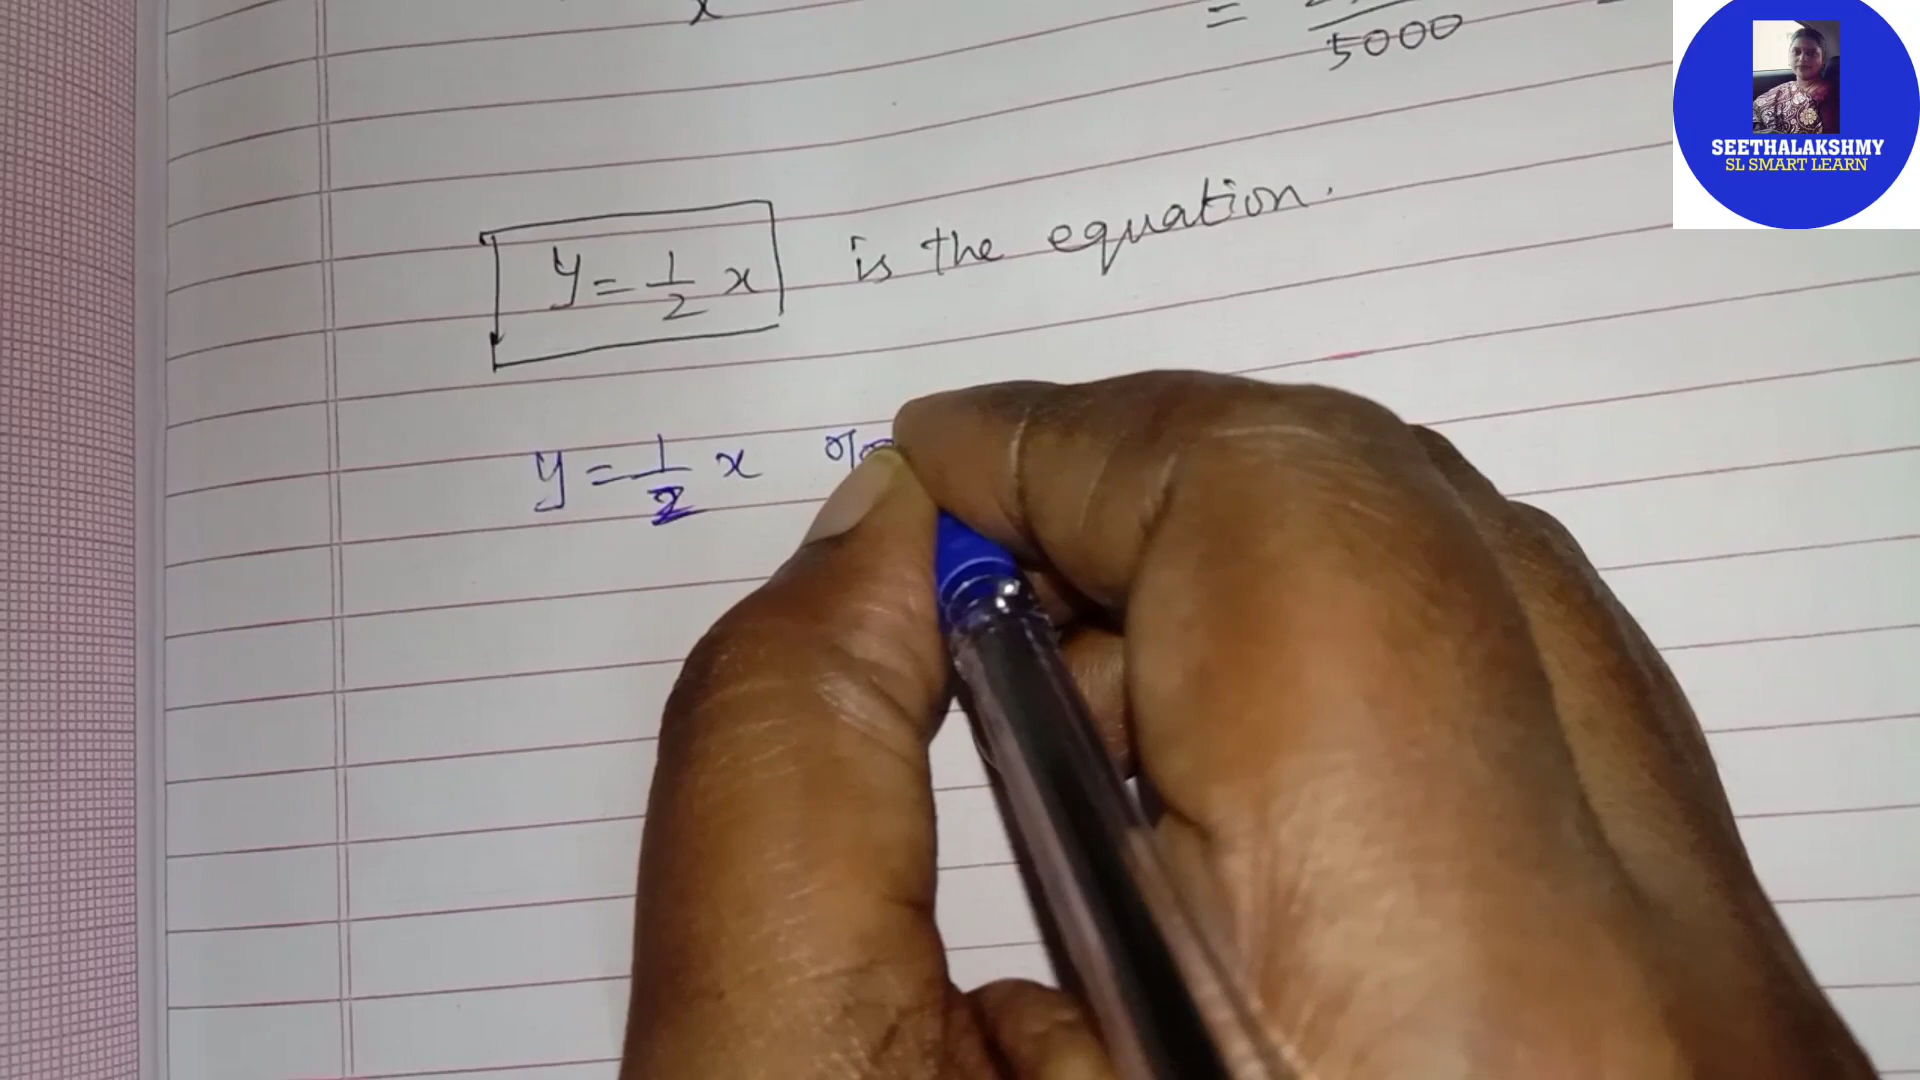 x
=
5000
y = 1/2 x is the equation.
y = 1/2 x %
SEETHALAKSHMY
SL SMART LEARN